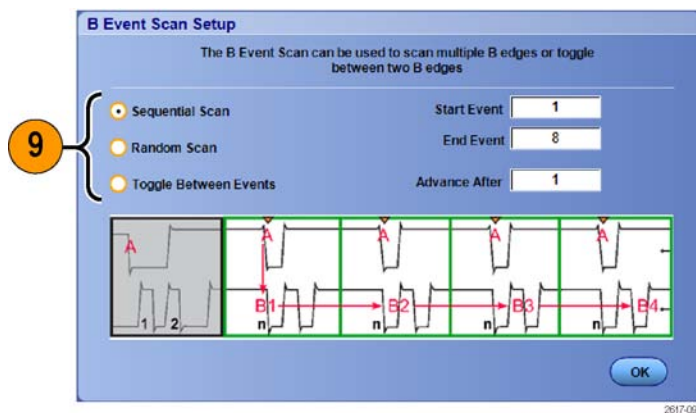 B Event Scan Setup
The B Event Scan can be used to scan multiple B edges or toggle
between two B edges
9
Sequential Scan
Random Scan
Toggle Between Events
Start Event 1
End Event 8
Advance After 1
A A A A A
1 2 B1 B2 B3 B4
n n n n
OK